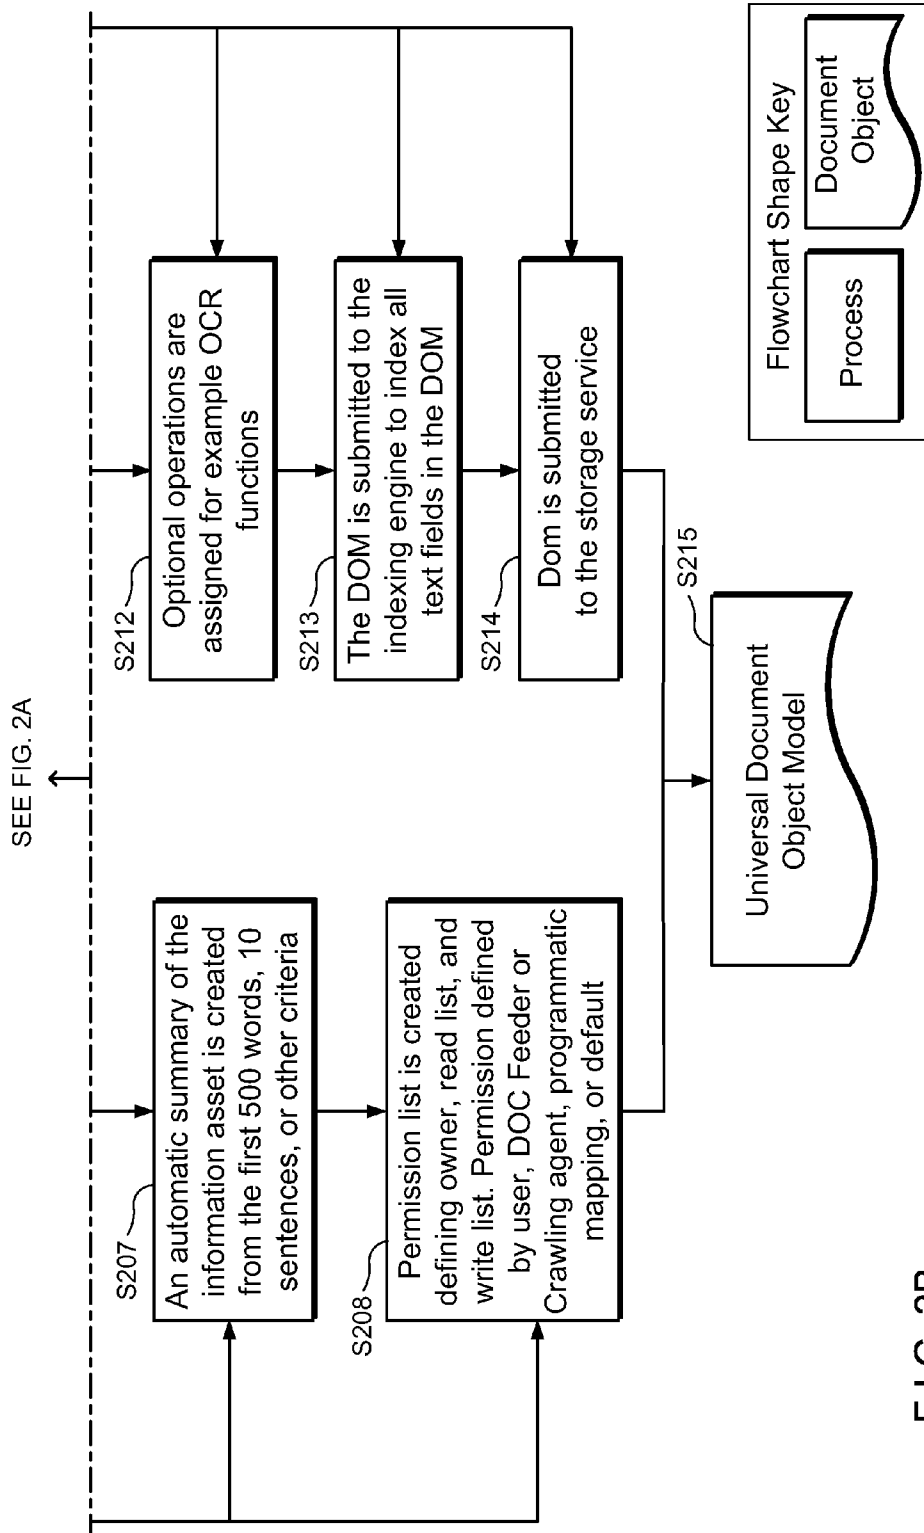 SEE FIG. 2A
S207
An automatic summary of the
information asset is created
from the first 500 words, 10
sentences, or other criteria
S208
Permission list is created
defining owner, read list, and
write list. Permission defined
by user, DOC Feeder or
Crawling agent, programmatic
mapping, or default
S212
Optional operations are
assigned for example OCR
functions
S213
The DOM is submitted to the
indexing engine to index all
text fields in the DOM
S214
Dom is submitted
to the storage service
S215
Universal Document
Object Model
Flowchart Shape Key
Process
Document
Object
FIG. 2B